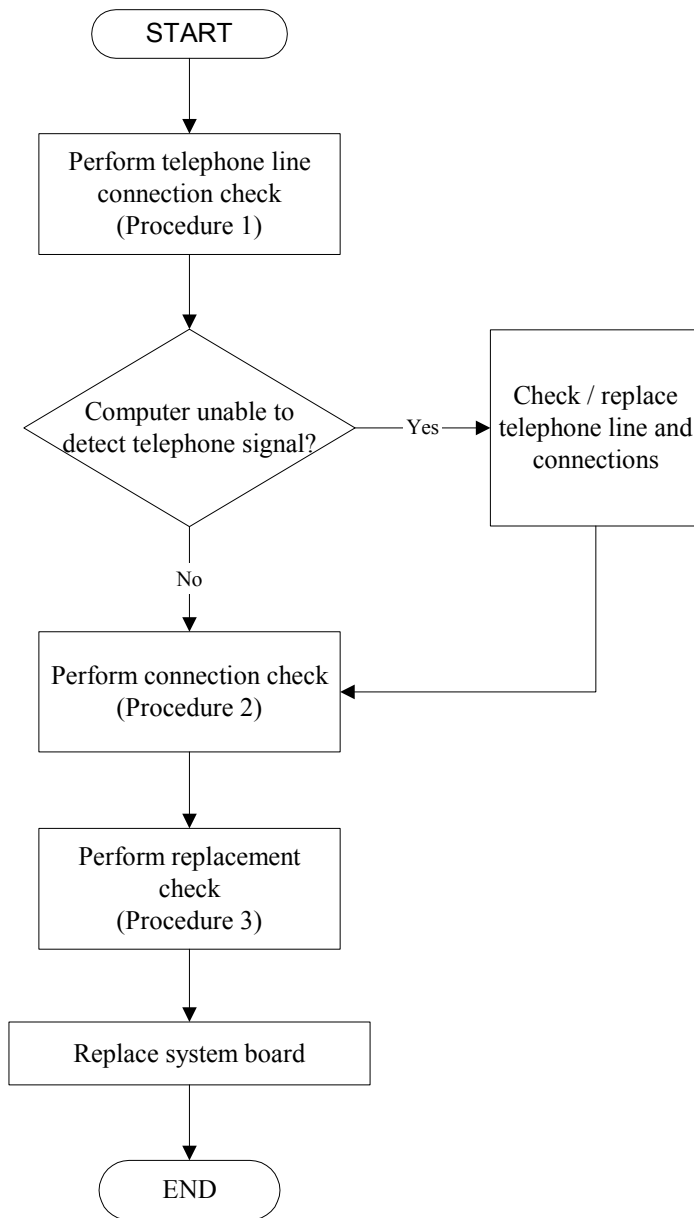 START
Perform telephone line
connection check
(Procedure 1)
Computer unable to
detect telephone signal?
Yes
Check / replace
telephone line and
connections
No
Perform connection check
(Procedure 2)
Perform replacement
check
(Procedure 3)
Replace system board
END